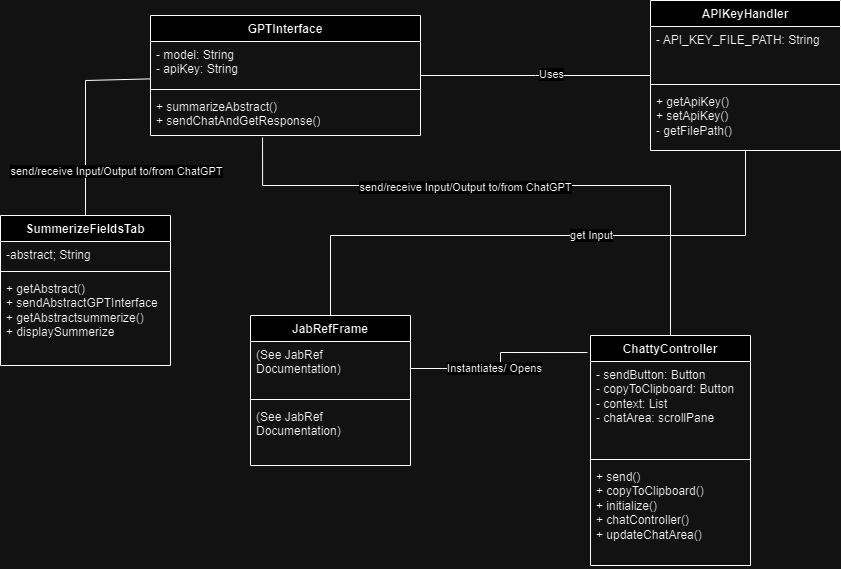 GPTInterface
- model: String
- apiKey: String
+ summarizeAbstract()
+ sendChatAndGetResponse()
Uses
APIKeyHandler
- API_KEY_FILE_PATH: String
+ getApiKey()
+ setApiKey()
- getFilePath()
send/receive Input/Output to/from ChatGPT
send/receive Input/Output to/from ChatGPT
get Input
SummerizeFieldsTab
-abstract; String
+ getAbstract()
+ sendAbstractGPTInterface
+ getAbstractsummerize()
+ displaySummerize
JabRefFrame
(See JabRef
Documentation)
(See JabRef
Documentation)
Instantiates/ Opens
ChattyController
- sendButton: Button
- copyToClipboard: Button
- context: List
- chatArea: scrollPane
+ send()
+ copyToClipboard()
+ initialize()
+ chatController()
+ updateChatArea()